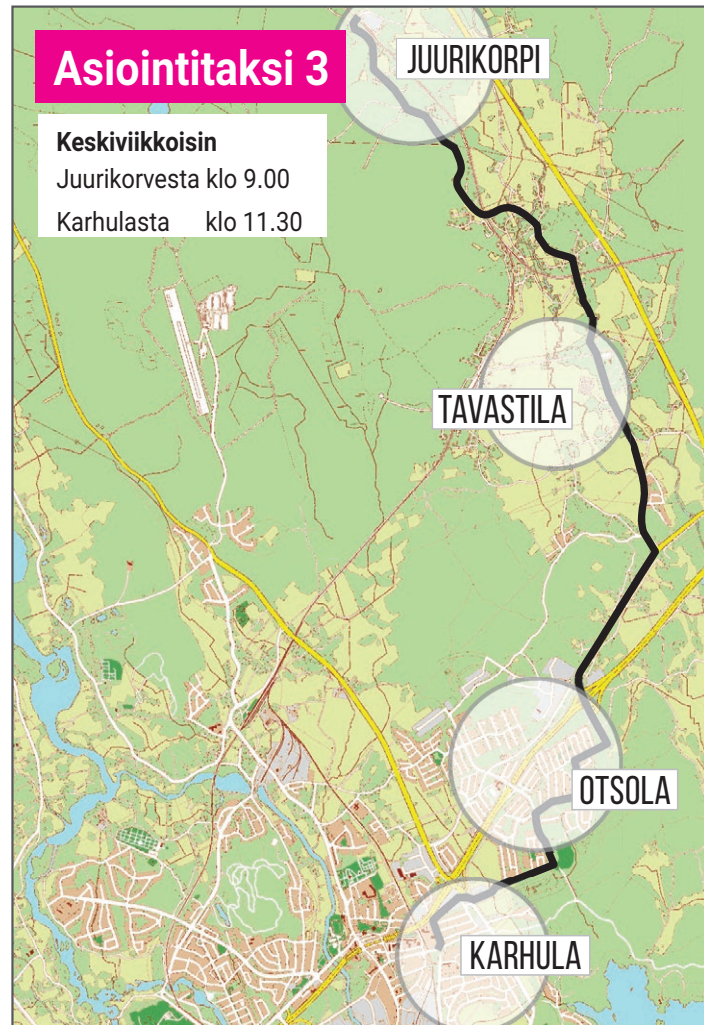 Asiointitaksi 3
Keskiviikkoisin
Juurikorvesta klo 9.00
Karhulasta klo 11.30
JUURIKORPI
TAVASTILA
OTSOLA
KARHULA